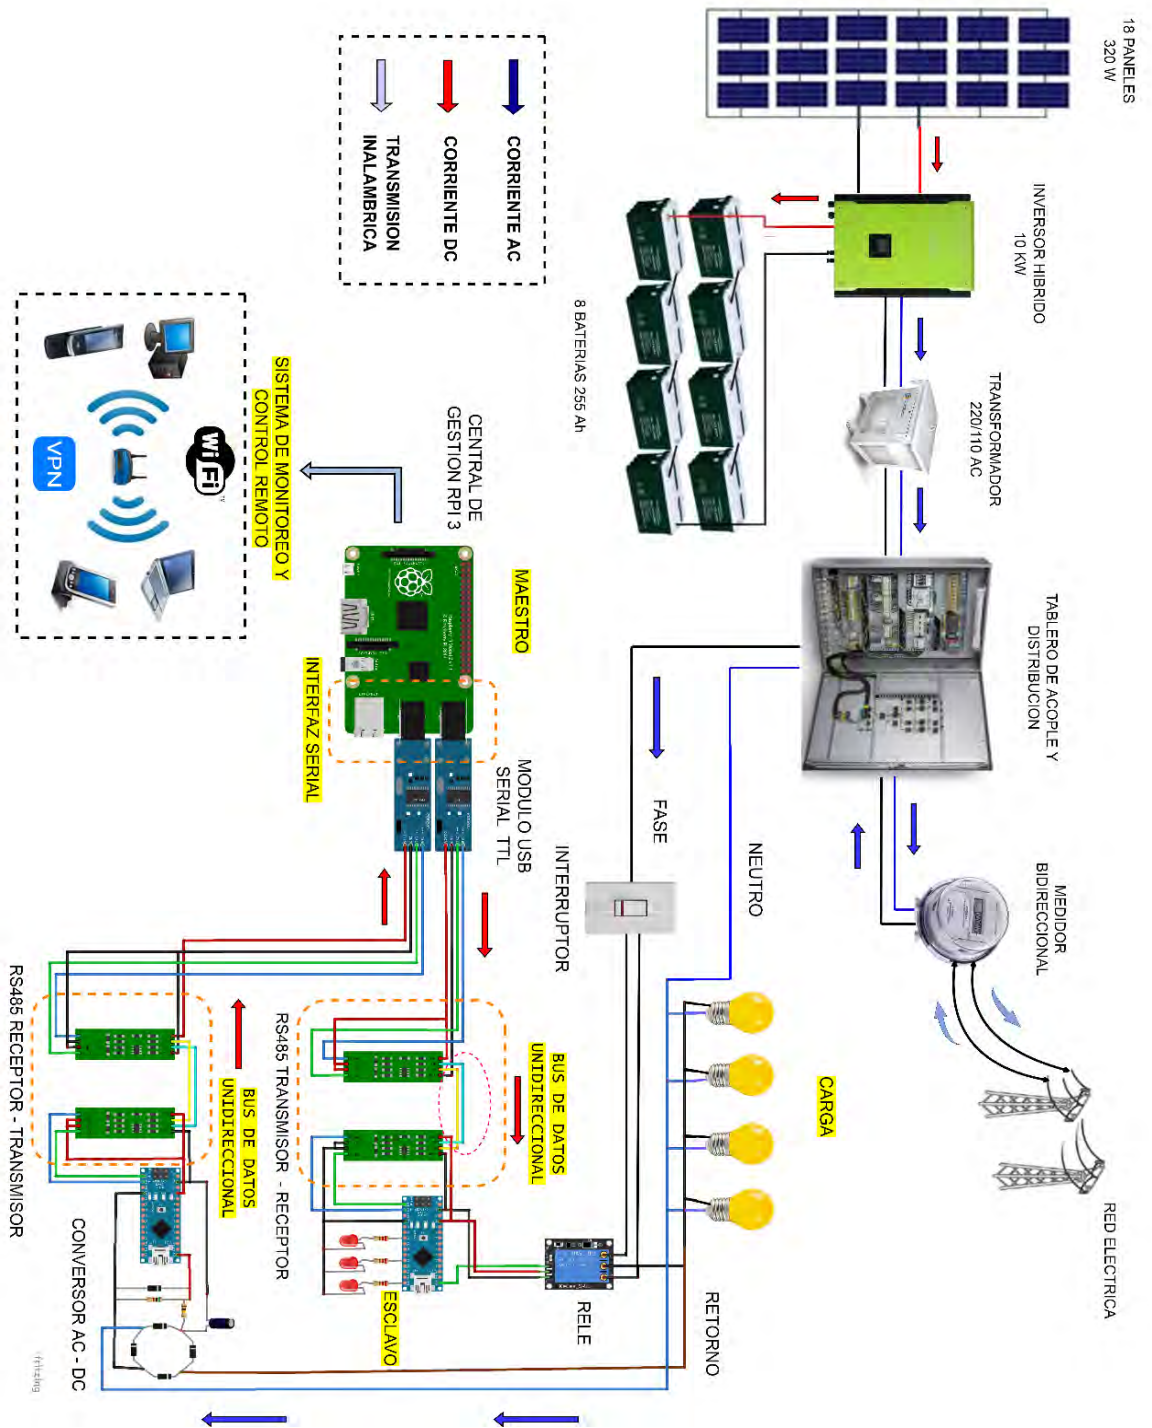 18 PANELES
320 W
INVERSOR HIBRIDO
10 KW
TRANSFORMADOR
220/110 AC
TABLERO DE ACOPLE Y
DISTRIBUCION
MEDIDOR
BIDIRECCIONAL
RED ELECTRICA
8 BATERIAS 255 Ah
CORRIENTE AC
CORRIENTE DC
TRANSMISION
INALAMBRICA
FASE
NEUTRO
INTERRUPTOR
CARGA
RETORNO
RELE
SISTEMA DE MONITOREO Y
CONTROL REMOTO
WiFi
VPN
CENTRAL DE
GESTION RPI 3
MAESTRO
INTERFAZ SERIAL
MODULO USB
SERIAL TTL
BUS DE DATOS
UNIDIRECCIONAL
RS485 TRANSMISOR - RECEPTOR
ESCLAVO
BUS DE DATOS
UNIDIRECCIONAL
RS485 RECEPTOR - TRANSMISOR
CONVERSOR AC - DC
fritzing